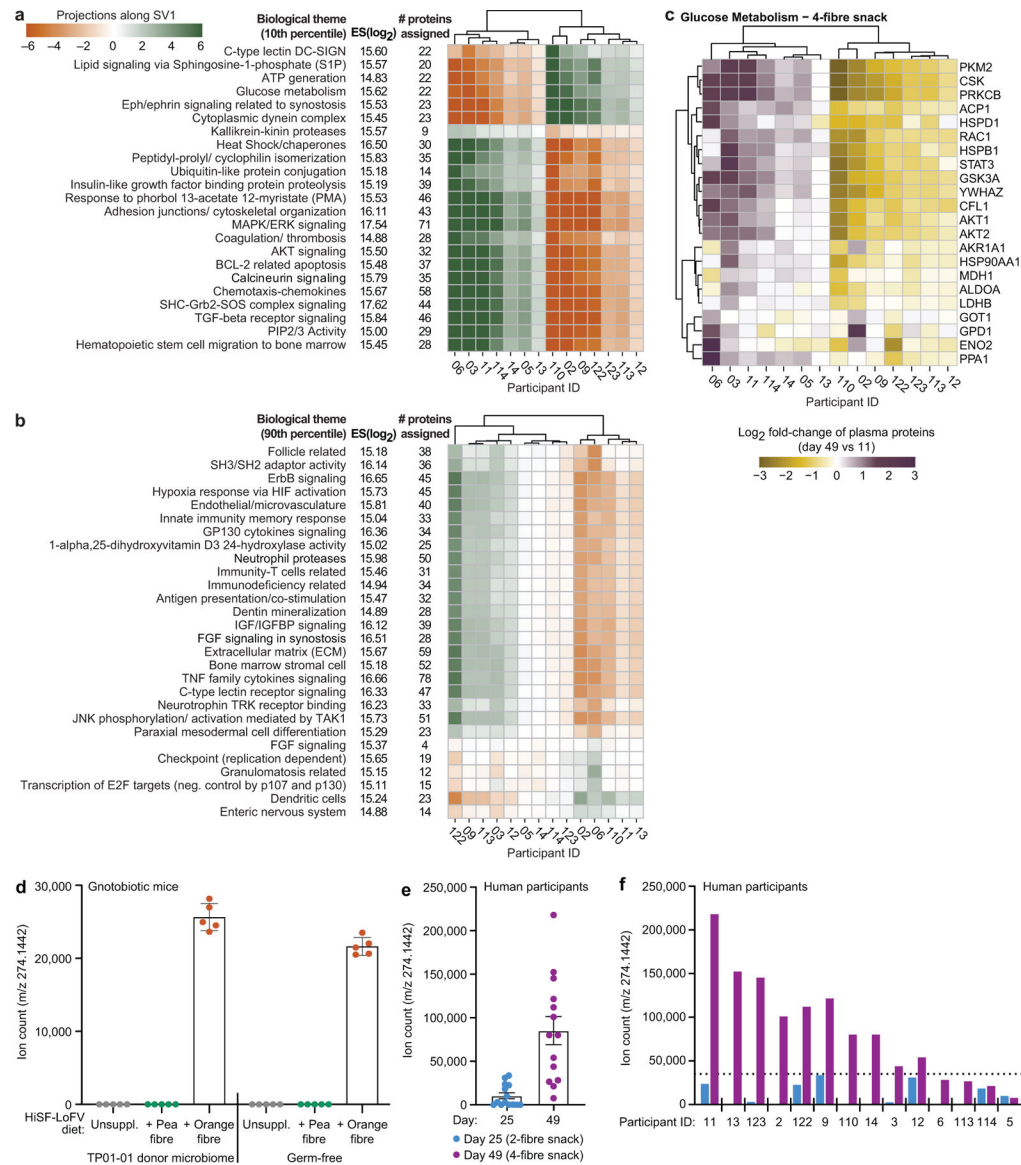 a
Projections along SV1
−6 −4 −2 0 2 4 6
Biological theme (10th percentile) ES(log2) # proteins assigned
C-type lectin DC-SIGN 15.60 22
Lipid signaling via Sphingosine-1-phosphate (S1P) 15.57 20
ATP generation 14.83 22
Glucose metabolism 15.62 22
Eph/ephrin signaling related to synostosis 15.53 23
Cytoplasmic dynein complex 15.45 23
Kallikrein-kinin proteases 15.57 9
Heat Shock/chaperones 16.50 30
Peptidyl-prolyl/ cyclophilin isomerization 15.83 35
Ubiquitin-like protein conjugation 15.18 14
Insulin-like growth factor binding protein proteolysis 15.19 39
Response to phorbol 13-acetate 12-myristate (PMA) 15.53 46
Adhesion junctions/ cytoskeletal organization 16.11 43
MAPK/ERK signaling 17.54 71
Coagulation/ thrombosis 14.88 28
AKT signaling 15.50 32
BCL-2 related apoptosis 15.48 37
Calcineurin signaling 15.79 35
Chemotaxis-chemokines 15.67 58
SHC-Grb2-SOS complex signaling 17.62 44
TGF-beta receptor signaling 15.84 46
PIP2/3 Activity 15.00 29
Hematopoietic stem cell migration to bone marrow 15.45 28
06 03 11 114 14 05 13 110 02 09 122 123 113 12
Participant ID
b
Biological theme (90th percentile) ES(log2) # proteins assigned
Follicle related 15.18 38
SH3/SH2 adaptor activity 16.14 36
ErbB signaling 16.65 45
Hypoxia response via HIF activation 15.73 45
Endothelial/microvasculature 15.81 40
Innate immunity memory response 15.04 33
GP130 cytokines signaling 16.36 34
1-alpha,25-dihydroxyvitamin D3 24-hydroxylase activity 15.02 25
Neutrophil proteases 15.98 50
Immunity-T cells related 15.46 31
Immunodeficiency related 14.94 34
Antigen presentation/co-stimulation 15.47 32
Dentin mineralization 14.89 28
IGF/IGFBP signaling 16.12 39
FGF signaling in synostosis 16.51 28
Extracellular matrix (ECM) 15.67 59
Bone marrow stromal cell 15.18 52
TNF family cytokines signaling 16.66 78
C-type lectin receptor signaling 16.33 47
Neurotrophin TRK receptor binding 16.23 33
JNK phosphorylation/ activation mediated by TAK1 15.73 51
Paraxial mesodermal cell differentiation 15.29 23
FGF signaling 15.37 4
Checkpoint (replication dependent) 15.65 19
Granulomatosis related 15.15 12
Transcription of E2F targets (neg. control by p107 and p130) 15.11 15
Dendritic cells 15.24 23
Enteric nervous system 14.88 14
122 09 113 03 12 05 14 114 123 02 06 110 11 13
Participant ID
c Glucose Metabolism − 4-fibre snack
PKM2
CSK
PRKCB
ACP1
HSPD1
RAC1
HSPB1
STAT3
GSK3A
YWHAZ
CFL1
AKT1
AKT2
AKR1A1
HSP90AA1
MDH1
ALDOA
LDHB
GOT1
GPD1
ENO2
PPA1
06 03 11 114 14 05 13 110 02 09 122 123 113 12
Participant ID
Log2 fold-change of plasma proteins
(day 49 vs 11)
−3 −2 −1 0 1 2 3
d
Gnotobiotic mice
Ion count (m/z 274.1442)
30,000
20,000
10,000
0
HiSF-LoFV diet: Unsuppl. + Pea fibre + Orange fibre Unsuppl. + Pea fibre + Orange fibre
TP01-01 donor microbiome Germ-free
e
Human participants
Ion count (m/z 274.1442)
250,000
200,000
150,000
100,000
50,000
0
Day: 25 49
Day 25 (2-fibre snack)
Day 49 (4-fibre snack)
f
Human participants
Ion count (m/z 274.1442)
250,000
200,000
150,000
100,000
50,000
0
Participant ID: 11 13 123 2 122 9 110 14 3 12 6 113 114 5